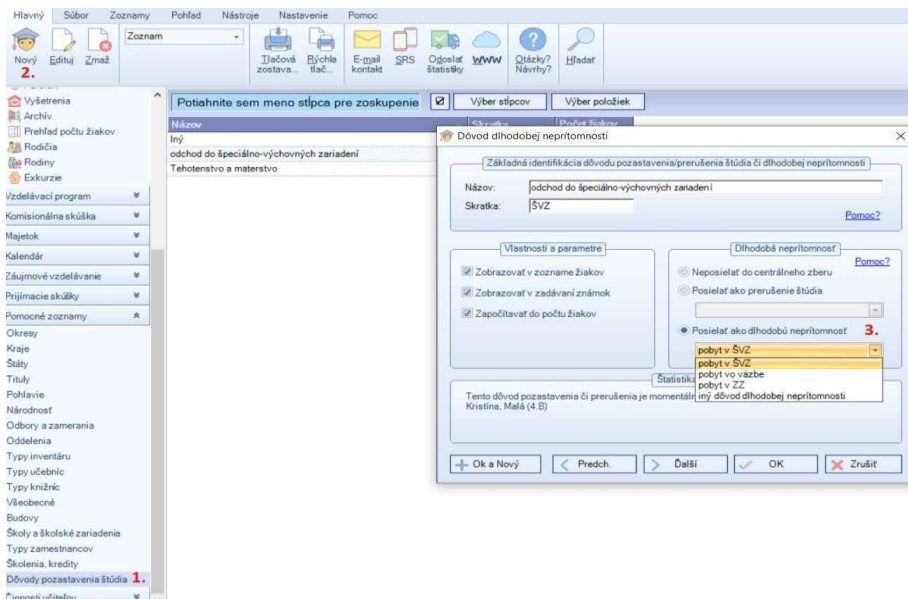 Hlavný Súbor Zoznamy Pohľad Nástroje Nastavenie Pomoc
Zoznam
Nový Edituj Zmaž
Tlačová zostava...
Rýchla tlač...
E-mail kontakt
SRS
Odoslať štatistiky
WWW
Otázky? Návrhy?
Hľadať
2.
Vyšetrenia
Archív
Prehľad počtu žiakov
Rodičia
Rodiny
Exkurzie
Vzdelávací program
Komisionálna skúška
Majetok
Kalendár
Záujmové vzdelávanie
Prijímacie skúšky
Pomocné zoznamy
Okresy
Kraje
Štáty
Tituly
Pohlavie
Národnosť
Odbory a zamerania
Oddelenia
Typy inventáru
Typy učebníc
Typy knižníc
Všeobecné
Budovy
Školy a školské zariadenia
Typy zamestnancov
Školenia, kredity
Dôvody pozastavenia štúdia 1.
Činnosti učiteľov
Potiahnite sem meno stĺpca pre zoskupenie
Výber stĺpcov
Výber položiek
Názov Skratka Počet žiakov
Iný
odchod do špeciálno-výchovných zariadení
Tehotenstvo a materstvo
Dôvod dlhodobej neprítomnosti
Základná identifikácia dôvodu pozastavenia/prerušenia štúdia či dlhodobej neprítomnosti
Názov: odchod do špeciálno-výchovných zariadení
Skratka: ŠVZ
Pomoc?
Vlastnosti a parametre
Zobrazovať v zozname žiakov
Zobrazovať v zadávaní známok
Započítavať do počtu žiakov
Dlhodobá neprítomnosť
Pomoc?
Neposielať do centrálneho zberu
Posielať ako prerušenie štúdia
Posielať ako dlhodobú neprítomnosť 3.
pobyt v ŠVZ
pobyt v ŠVZ
pobyt vo väzbe
pobyt v ZZ
iný dôvod dlhodobej neprítomnosti
Tento dôvod pozastavenia či prerušenia je
Kristína, Malá (4.B)
Ok a Nový
Predch.
Ďalší
OK
Zrušiť